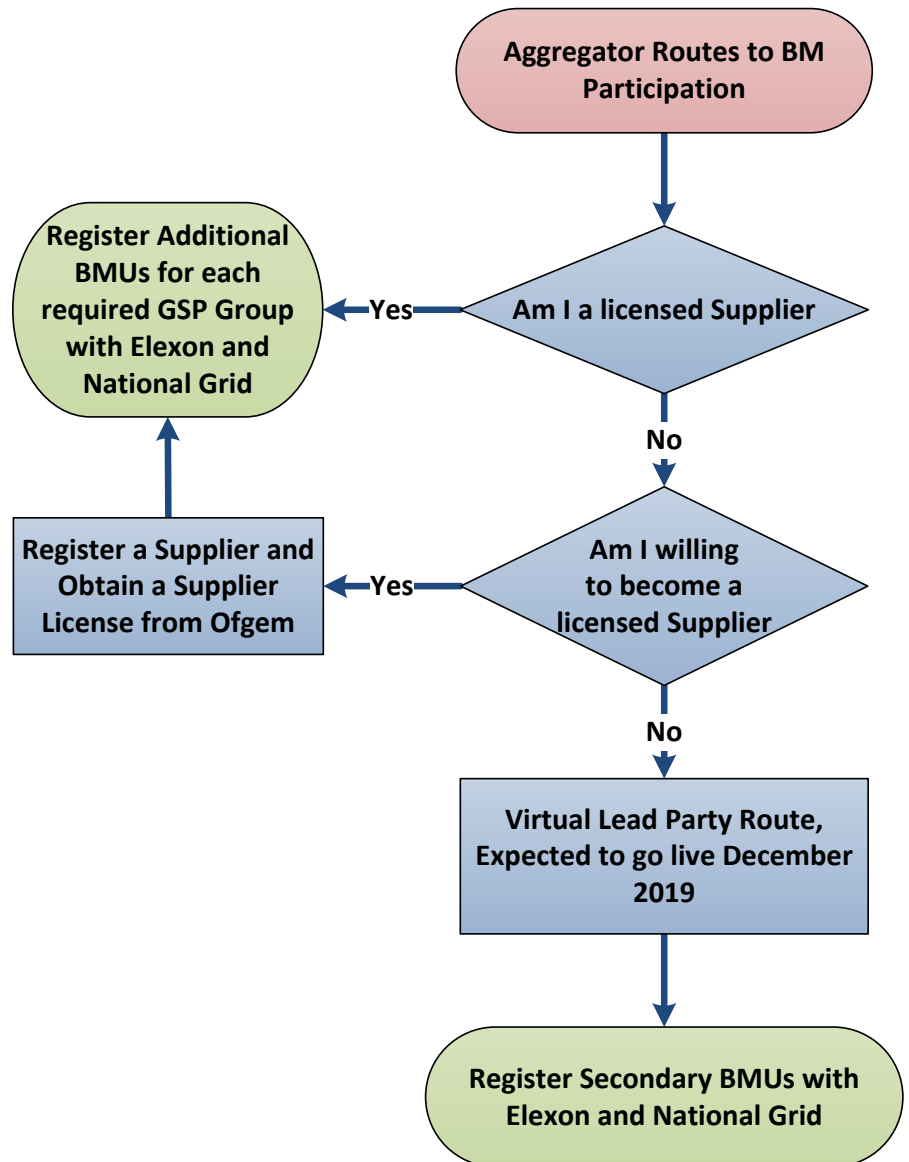 Aggregator Routes to BM
Participation
Am I a licensed Supplier
Yes
Register Additional
BMUs for each
required GSP Group
with Elexon and
National Grid
No
Am I willing
to become a
licensed Supplier
Yes
Register a Supplier and
Obtain a Supplier
License from Ofgem
No
Virtual Lead Party Route,
Expected to go live December
2019
Register Secondary BMUs with
Elexon and National Grid